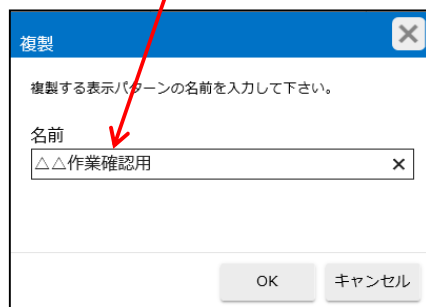 複製
複製する表示パターンの名前を入力して下さい。
名前
△△作業確認用
OK キャンセル